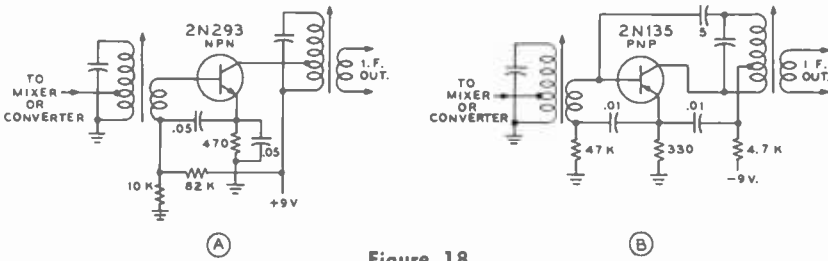 2N293
NPN
TO
MIXER
OR
CONVERTER
.05
470
.05
10 K
82 K
+9V
I.F.
OUT.
A
2N135
PNP
5
TO
MIXER
OR
CONVERTER
.01
.01
47 K
330
4.7 K
-9V.
I F
OUT.
B
Figure 18